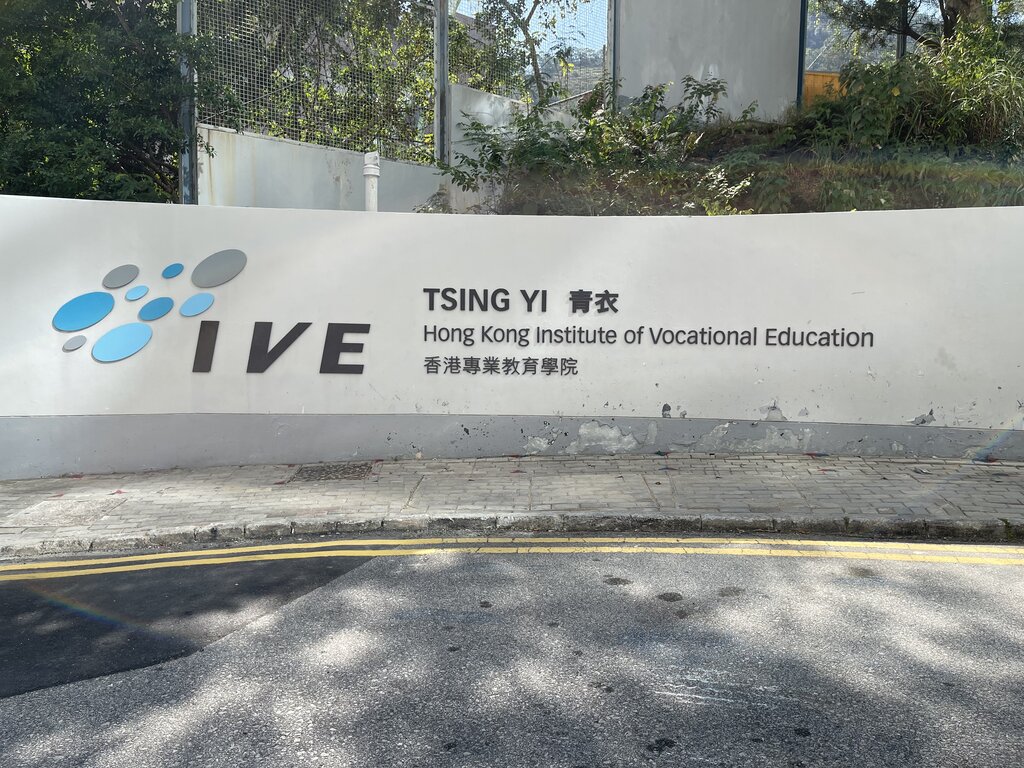 IVE
TSING YI 青衣
Hong Kong Institute of Vocational Education
香港專業教育學院